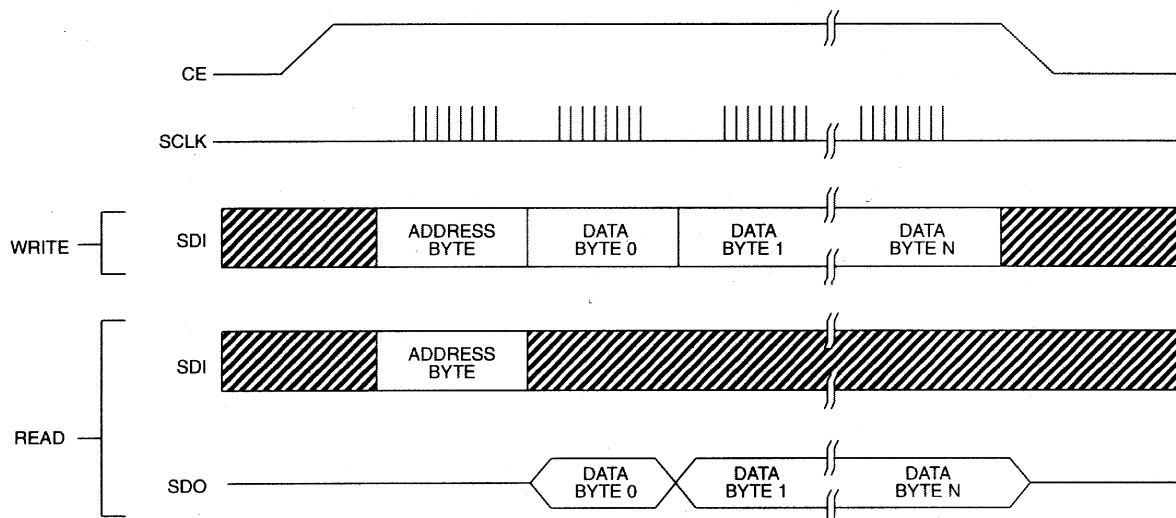 CE
SCLK
WRITE
SDI
ADDRESS
BYTE
DATA
BYTE 0
DATA
BYTE 1
DATA
BYTE N
READ
SDI
ADDRESS
BYTE
SDO
DATA
BYTE 0
DATA
BYTE 1
DATA
BYTE N